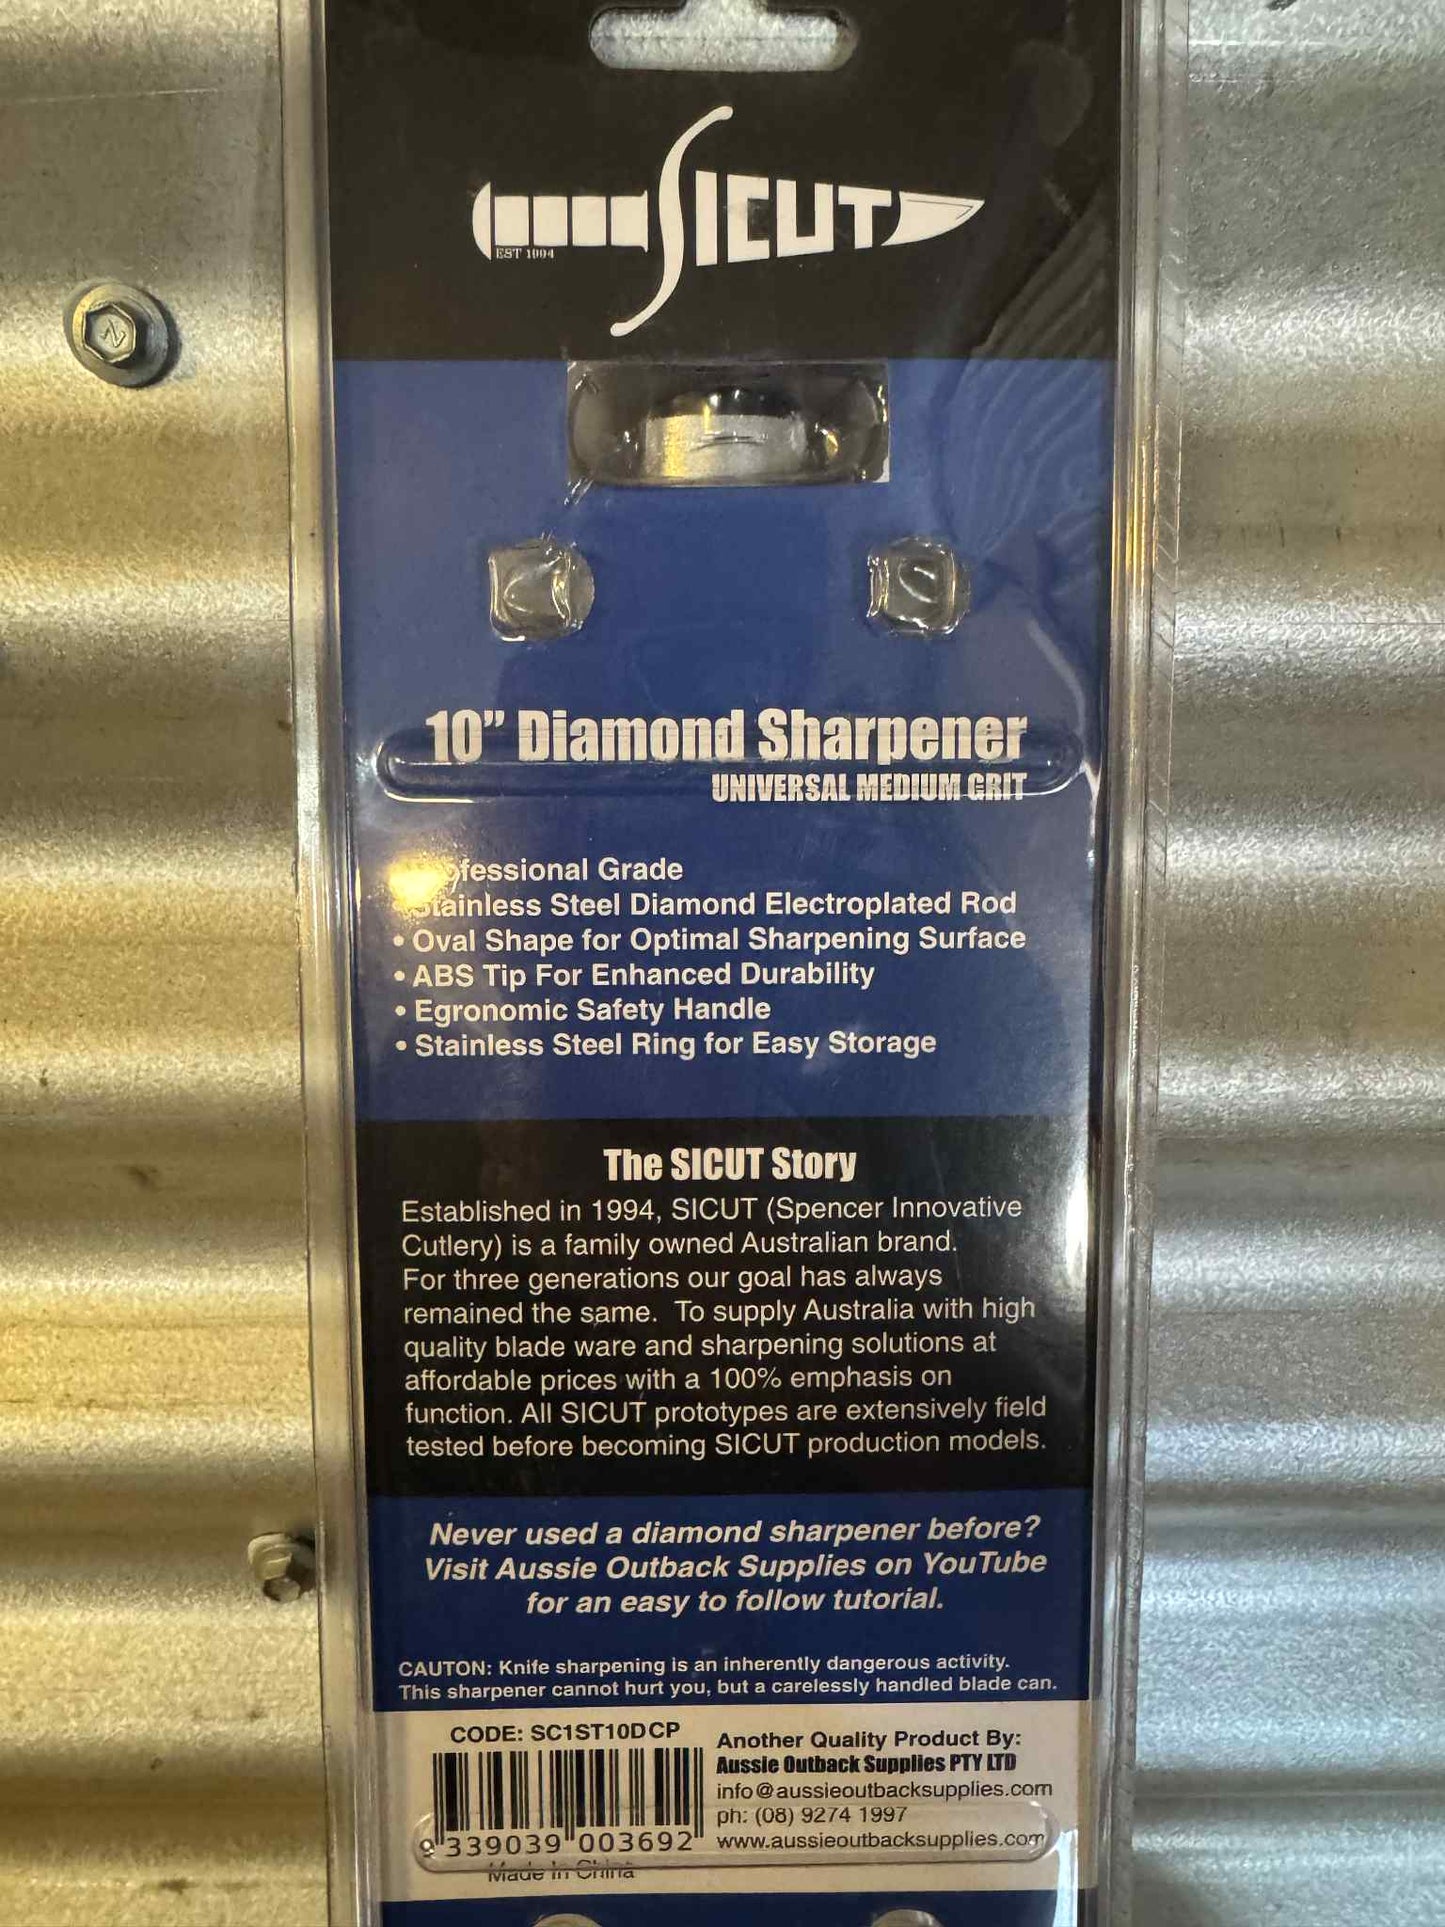 SICUT
EST 1994
10” Diamond Sharpener
UNIVERSAL MEDIUM GRIT
Grade
• Stainless Steel Diamond Electroplated Rod
• Oval Shape for Optimal Sharpening Surface
• ABS Tip For Enhanced Durability
• Egronomic Safety Handle
• Stainless Steel Ring for Easy Storage
The SICUT Story
Established in 1994, SICUT (Spencer Innovative
Cutlery) is a family owned Australian brand.
For three generations our goal has always
remained the same. To supply Australia with high
quality blade ware and sharpening solutions at
affordable prices with a 100% emphasis on
function. All SICUT prototypes are extensively field
tested before becoming SICUT production models.
Never used a diamond sharpener before?
Visit Aussie Outback Supplies on YouTube
for an easy to follow tutorial.
CAUTON: Knife sharpening is an inherently dangerous activity.
This sharpener cannot hurt you, but a carelessly handled blade can.
CODE: SC1ST10DCP
9 339039 003692
Made In China
Another Quality Product By:
Aussie Outback Supplies PTY LTD
info@aussieoutbacksupplies.com
ph: (08) 9274 1997
www.aussieoutbacksupplies.com